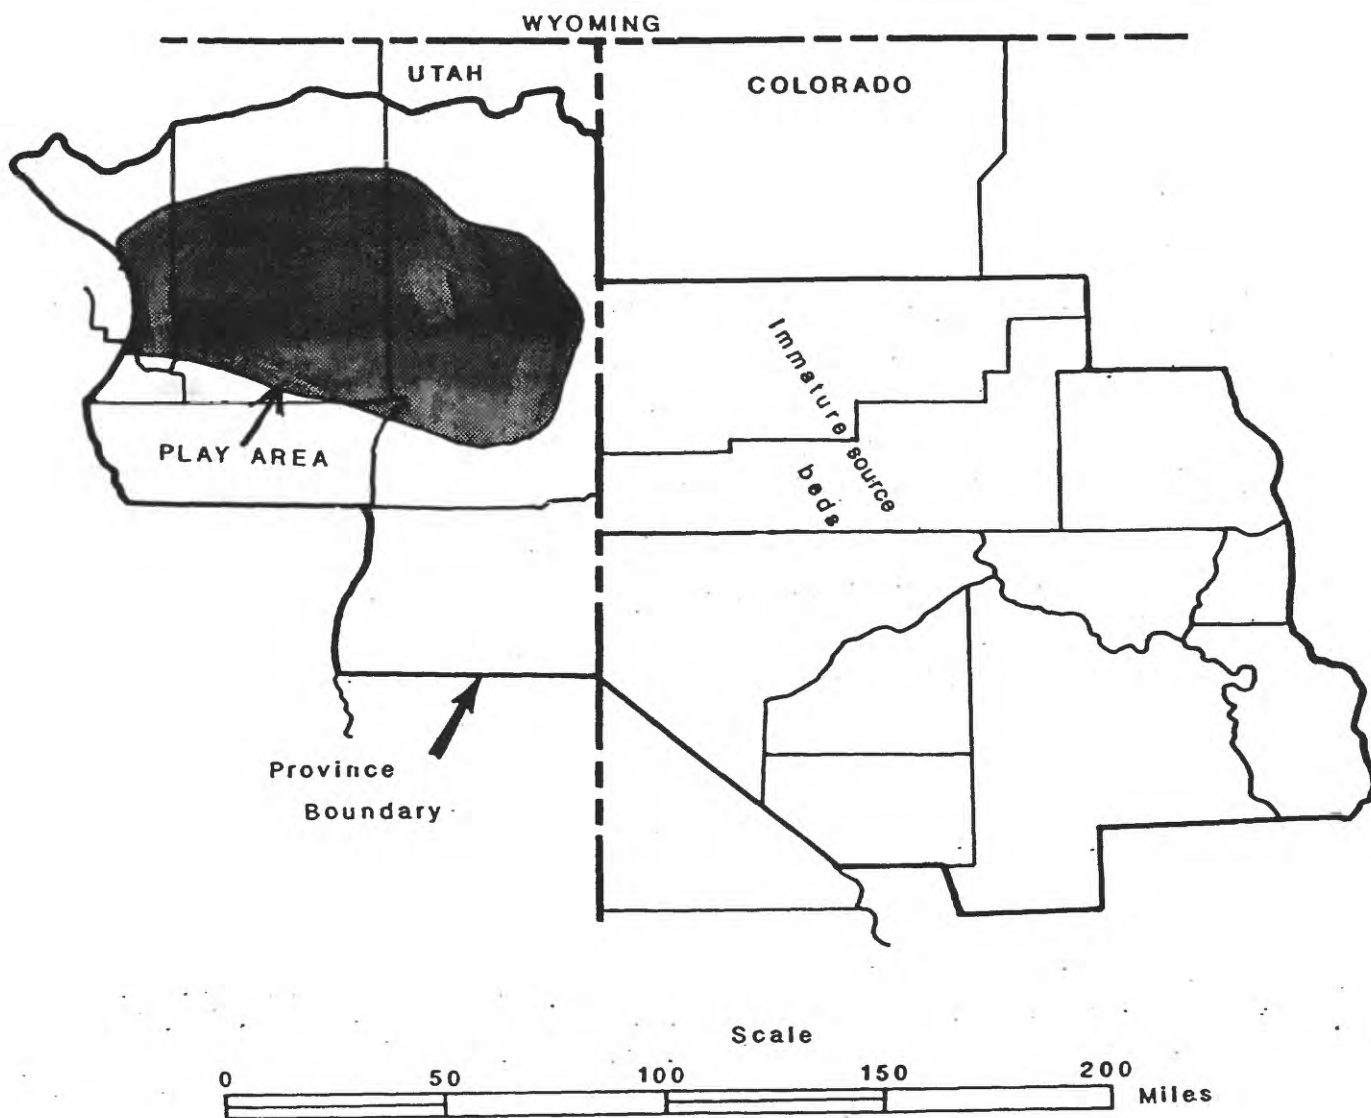 WYOMING
UTAH
COLORADO
Immature source
beds
PLAY AREA
Province
Boundary
Scale
0 50 100 150 200
Miles